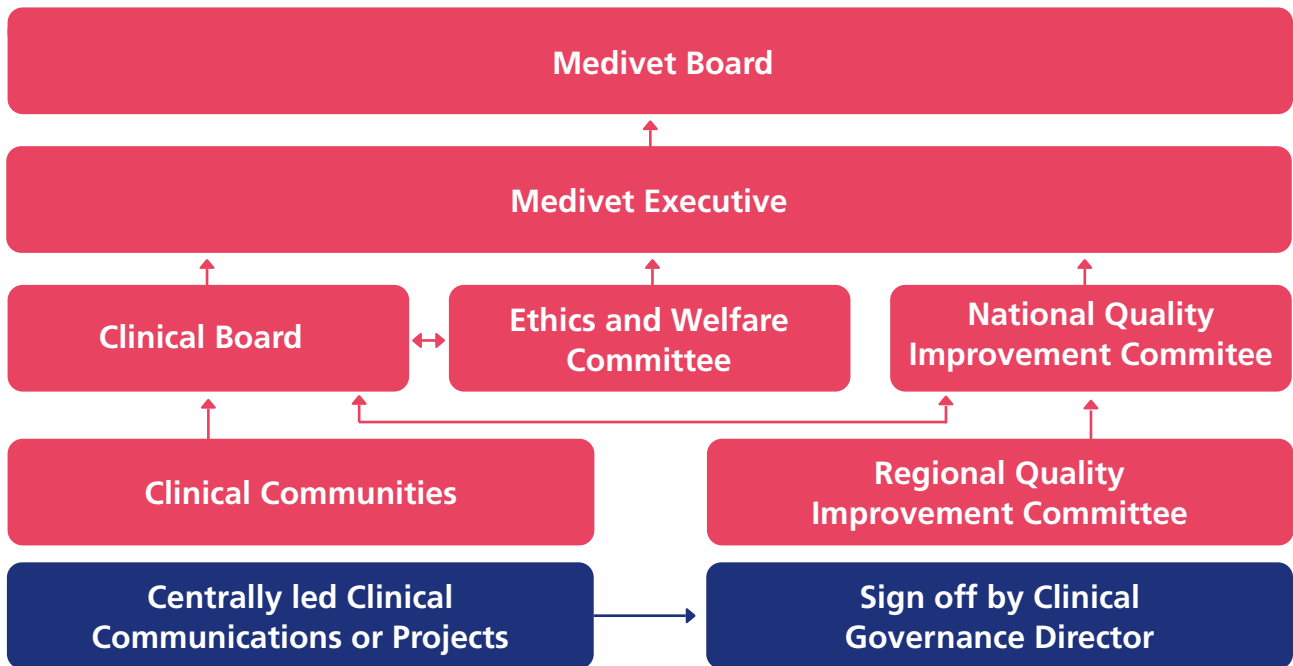 Medivet Board
Medivet Executive
Clinical Board
Ethics and Welfare
Committee
National Quality
Improvement Commitee
Clinical Communities
Regional Quality
Improvement Committee
Centrally led Clinical
Communications or Projects
Sign off by Clinical
Governance Director